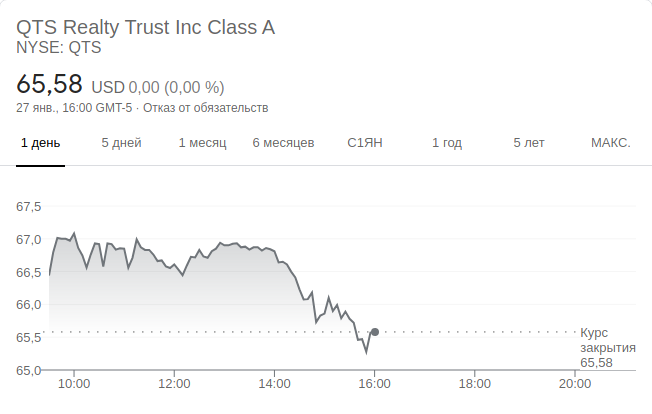 QTS Realty Trust Inc Class A
NYSE: QTS
65,58 USD 0,00 (0,00 %)
27 янв., 16:00 GMT-5 · Отказ от обязательств
1 день 5 дней 1 месяц 6 месяцев С1ЯН 1 год 5 лет МАКС.
67,5
67,0
66,5
66,0
65,5
65,0
Курс
закрытия
65,58
10:00 12:00 14:00 16:00 18:00 20:00